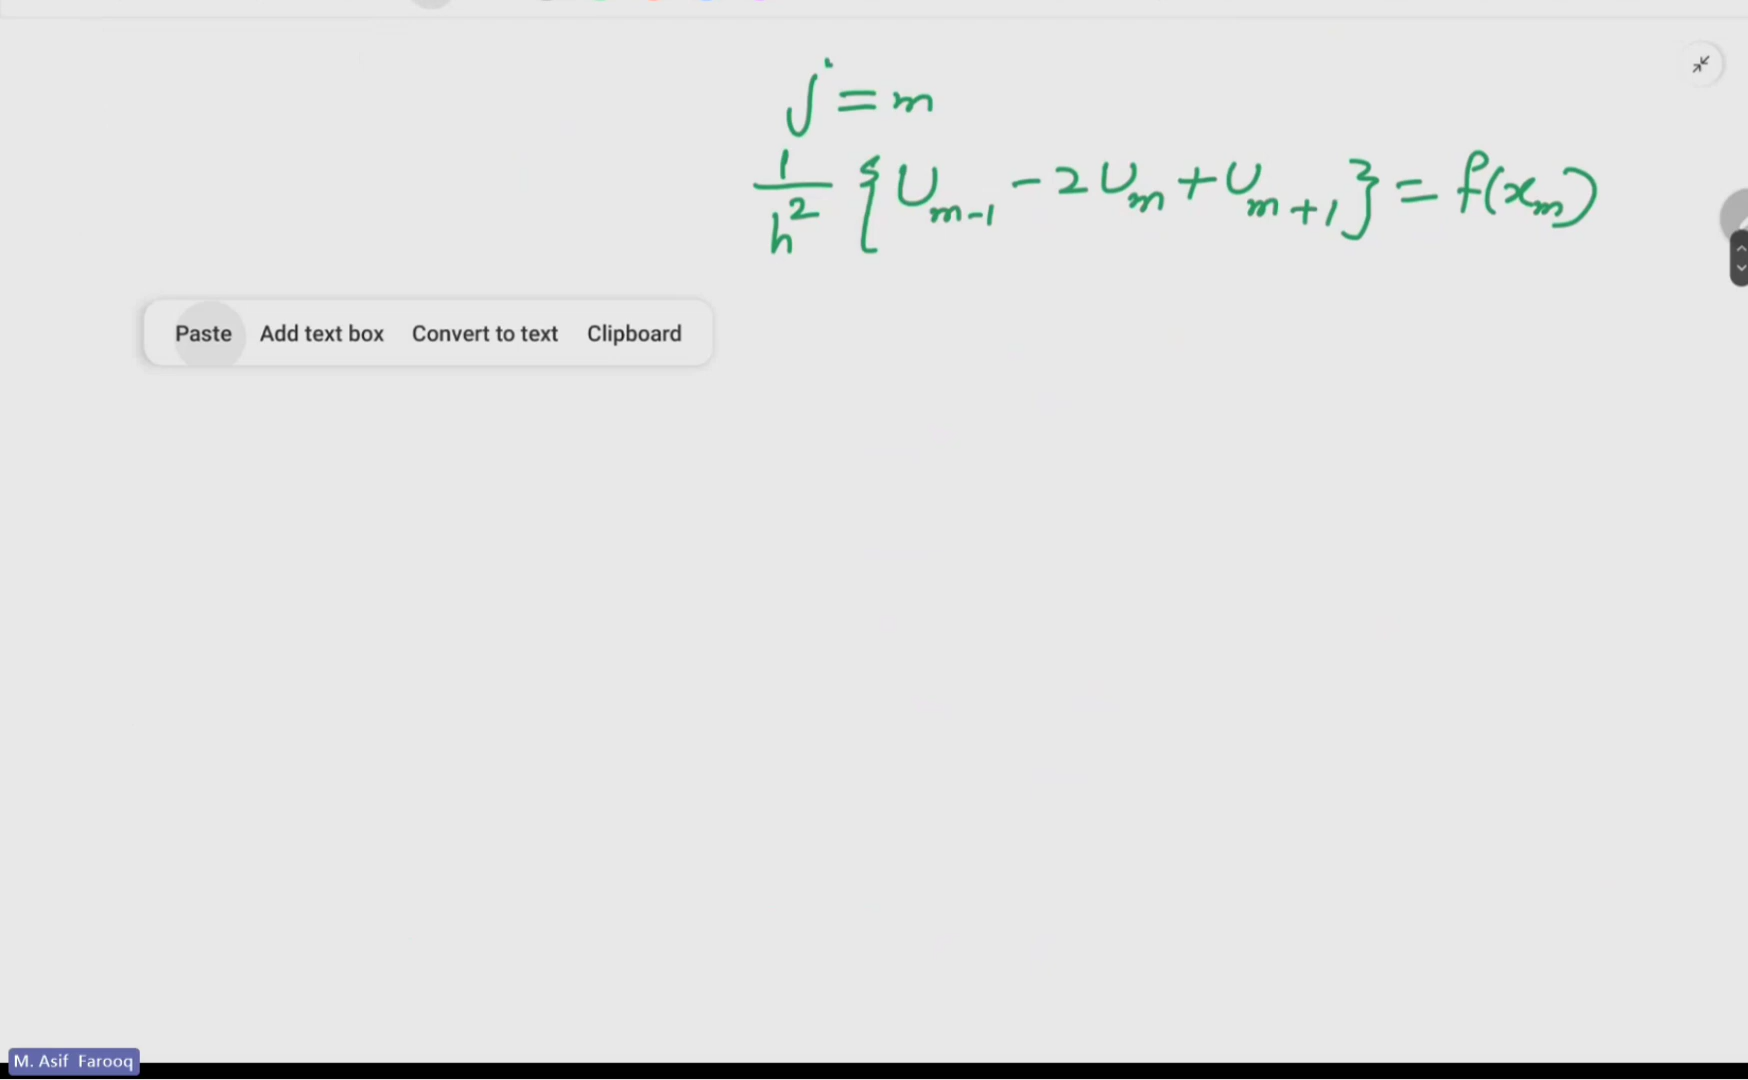 j = m
1/h² {U_{m-1} - 2U_m + U_{m+1}} = f(x_m)
Paste Add text box Convert to text Clipboard
M. Asif Farooq